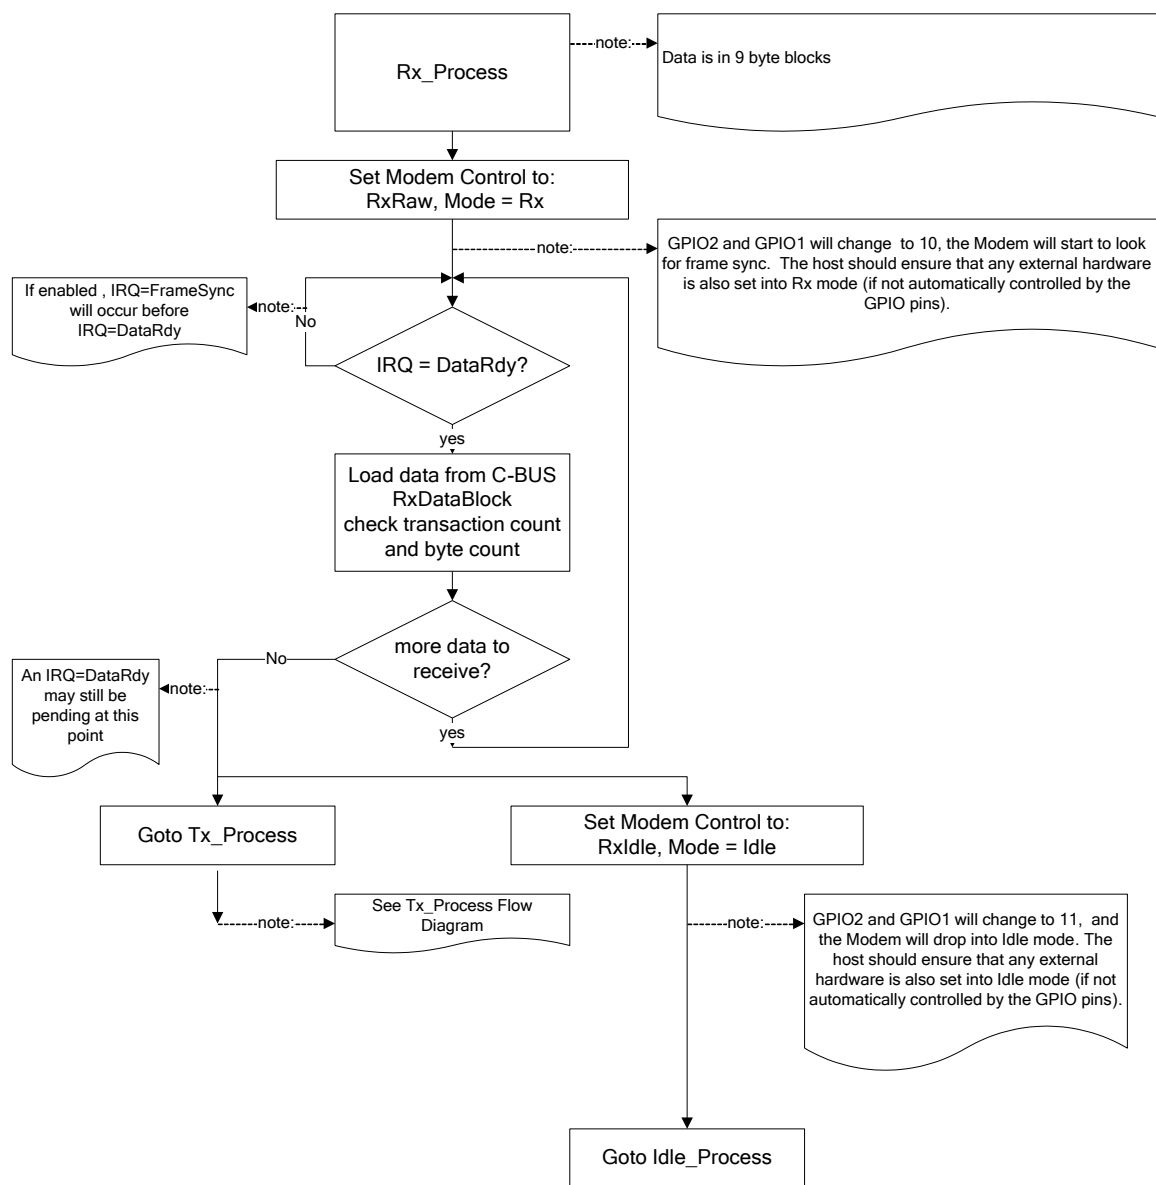 Rx_Process
note:
Data is in 9 byte blocks
Set Modem Control to:
RxRaw, Mode = Rx
note:
GPIO2 and GPIO1 will change to 10, the Modem will start to look
for frame sync. The host should ensure that any external hardware
is also set into Rx mode (if not automatically controlled by the
GPIO pins).
If enabled , IRQ=FrameSync
will occur before
IRQ=DataRdy
note:
No
IRQ = DataRdy?
yes
Load data from C-BUS
RxDataBlock
check transaction count
and byte count
more data to
receive?
No
yes
An IRQ=DataRdy
may still be
pending at this
point
note:
Goto Tx_Process
Set Modem Control to:
RxIdle, Mode = Idle
note:
See Tx_Process Flow
Diagram
note:
GPIO2 and GPIO1 will change to 11, and
the Modem will drop into Idle mode. The
host should ensure that any external
hardware is also set into Idle mode (if not
automatically controlled by the GPIO pins).
Goto Idle_Process